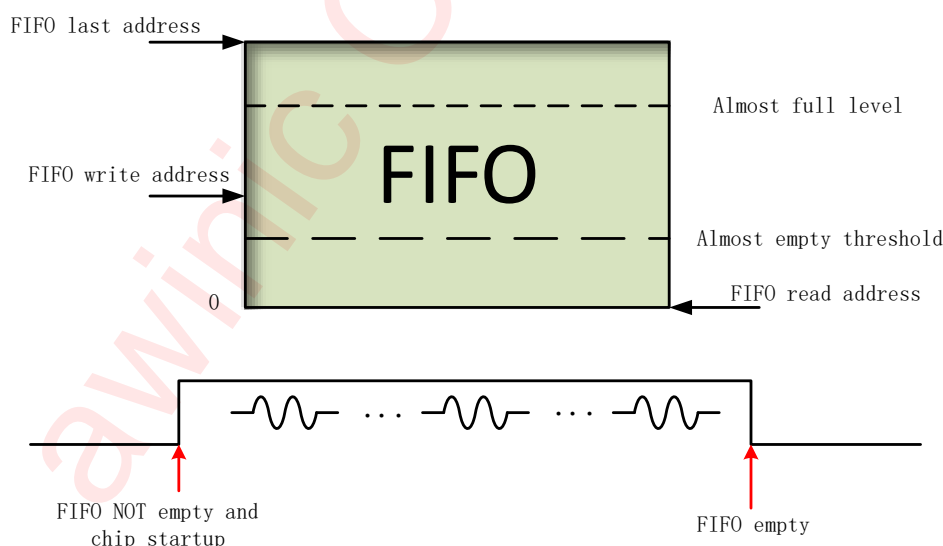 FIFO last address
Almost full level
FIFO
FIFO write address
Almost empty threshold
0
FIFO read address
... ...
FIFO NOT empty and
chip startup
FIFO empty
awinic